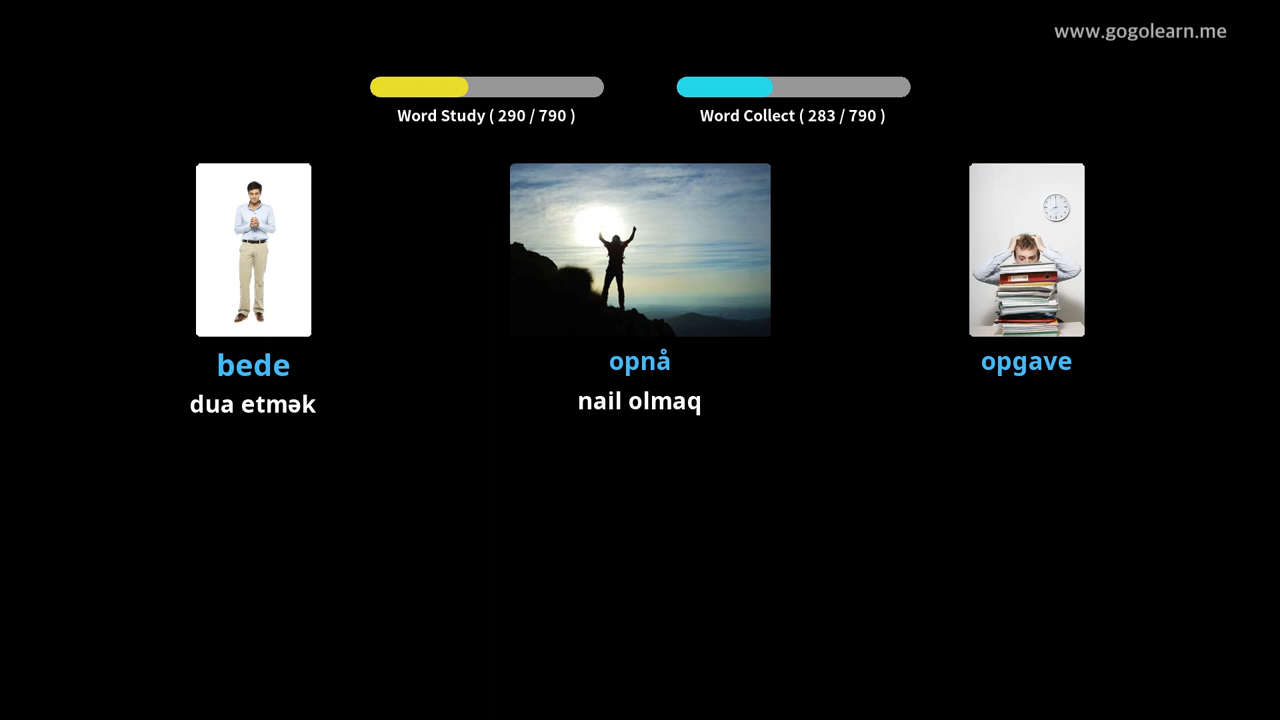 www.gogolearn.me
Word Study ( 290 / 790 )
Word Collect ( 283 / 790 )
bede
dua etmək
opnå
nail olmaq
opgave